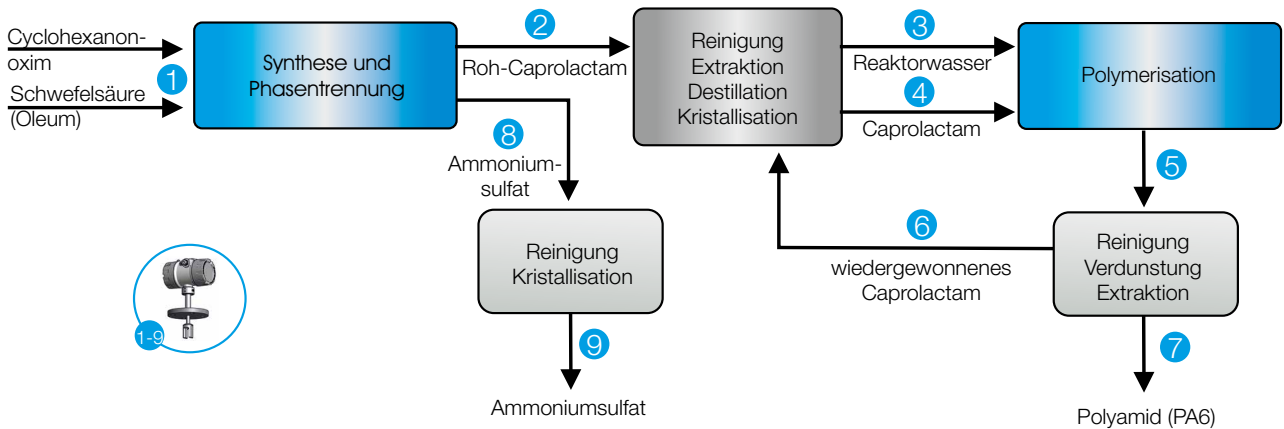 Cyclohexanon-
oxim
1
Schwefelsäure
(Oleum)
Synthese und
Phasentrennung
2
Roh-Caprolactam
8
Ammonium-
sulfat
Reinigung
Kristallisation
9
Ammoniumsulfat
Reinigung
Extraktion
Destillation
Kristallisation
3
Reaktorwasser
4
Caprolactam
Polymerisation
5
6
wiedergewonnenes
Caprolactam
Reinigung
Verdunstung
Extraktion
7
Polyamid (PA6)
1-9